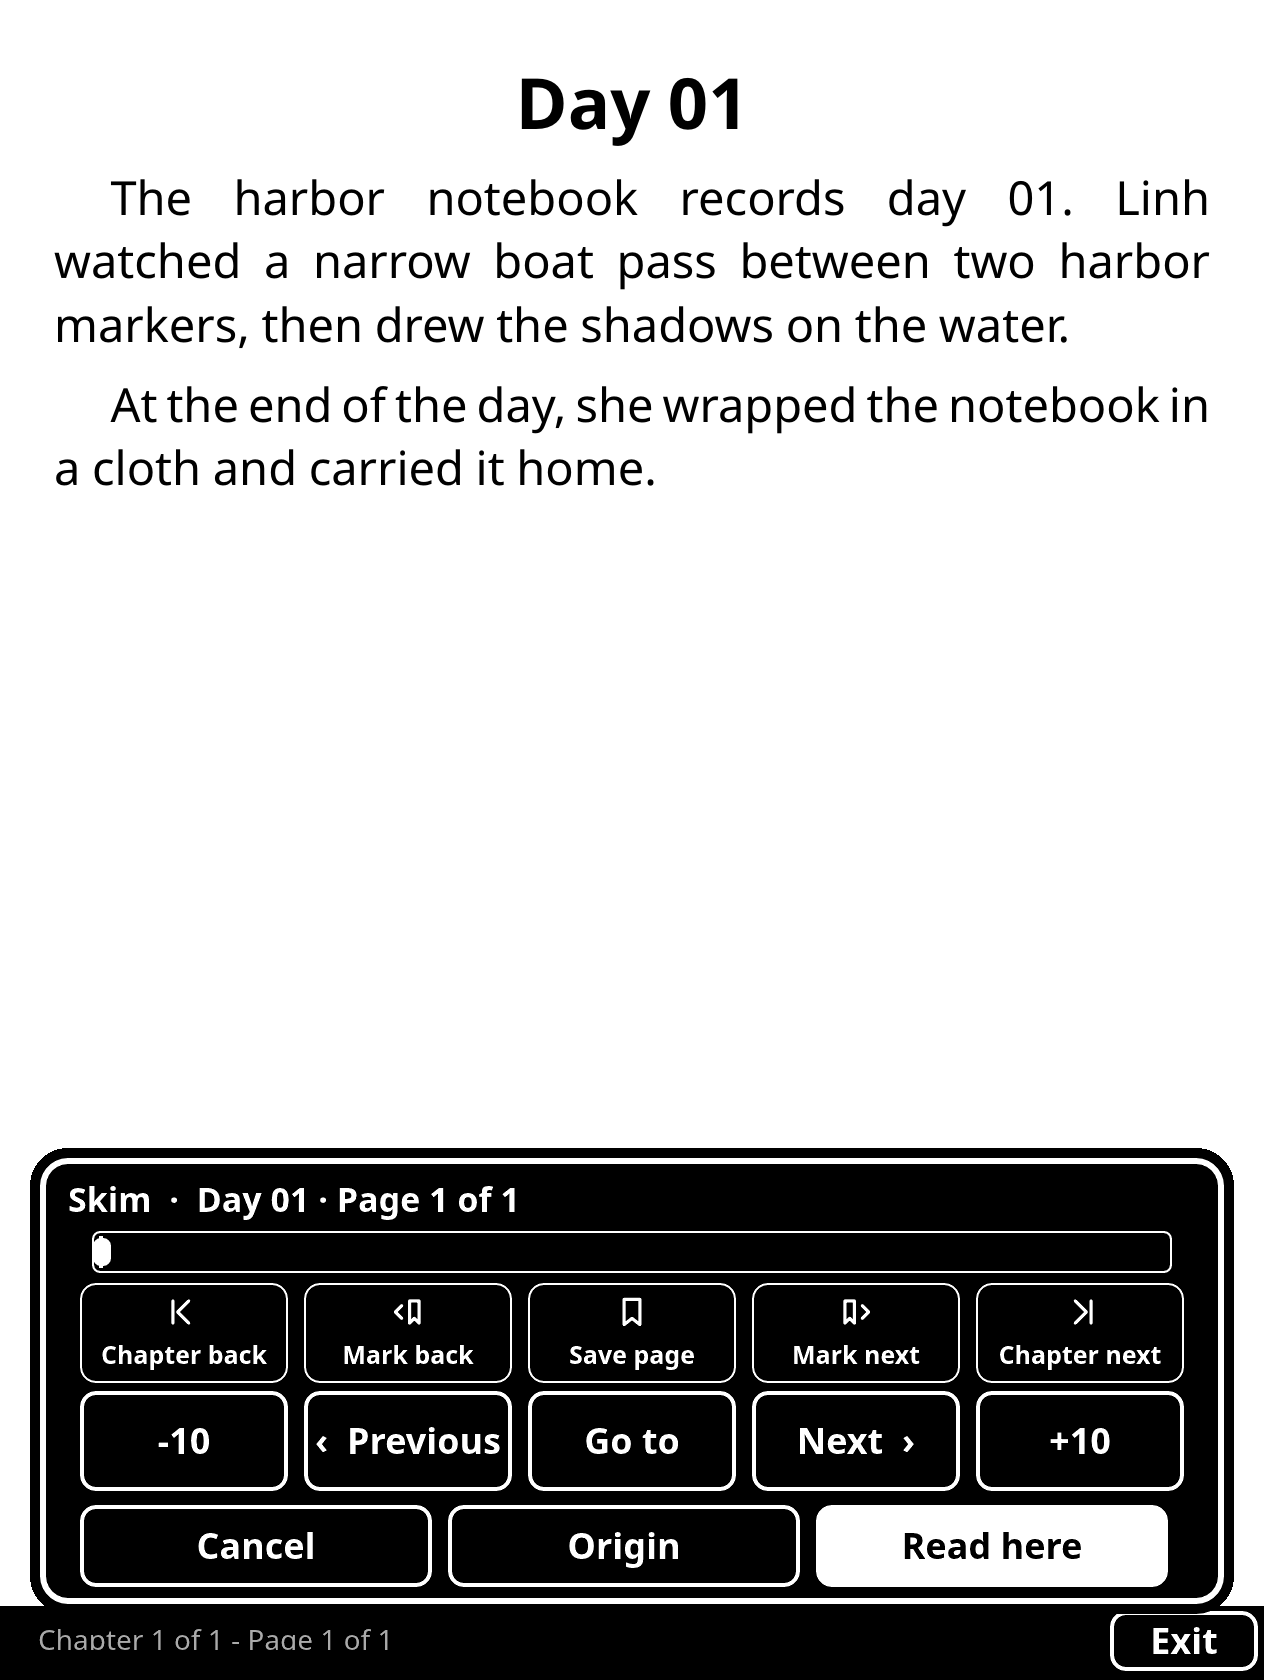 Day 01
The harbor notebook records day 01. Linh
watched a narrow boat pass between two harbor
markers, then drew the shadows on the water.
At the end of the day, she wrapped the notebook in
a cloth and carried it home.
Skim · Day 01 · Page 1 of 1
Chapter back
Mark back
Save page
Mark next
Chapter next
-10
‹ Previous
Go to
Next ›
+10
Cancel
Origin
Read here
Chapter 1 of 1 - Page 1 of 1
Exit